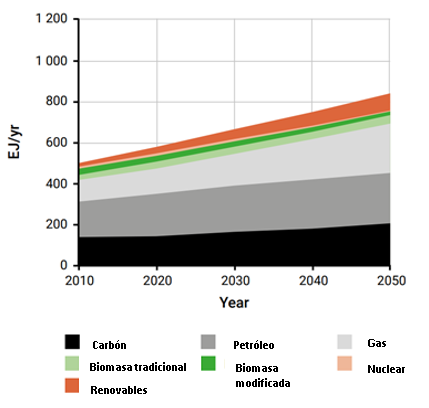 1 200
1 000
800
600
400
200
0
EJ/yr
2010 2020 2030 2040 2050
Year
Carbón Petróleo Gas
Biomasa tradicional Biomasa modificada Nuclear
Renovables